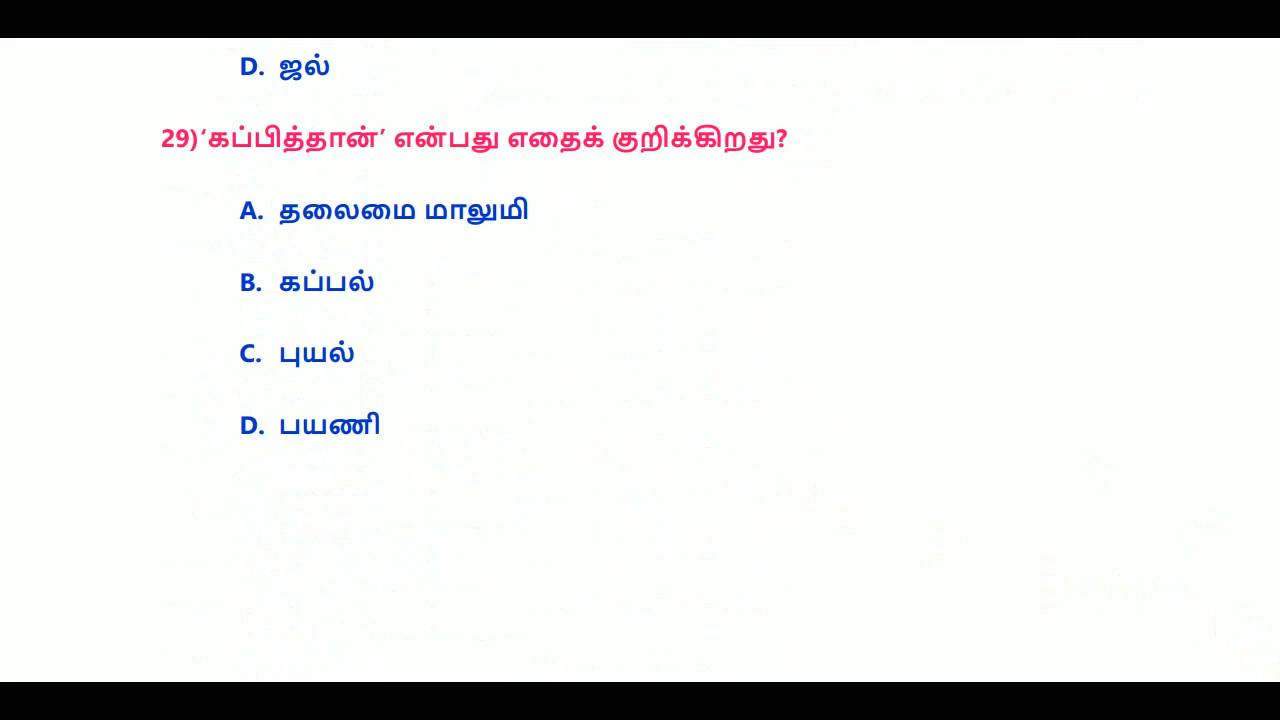 D. ஜல்
29) ‘கப்பித்தான்’ என்பது எதைக் குறிக்கிறது?
A. தலைமை மாலுமி
B. கப்பல்
C. புயல்
D. பயணி